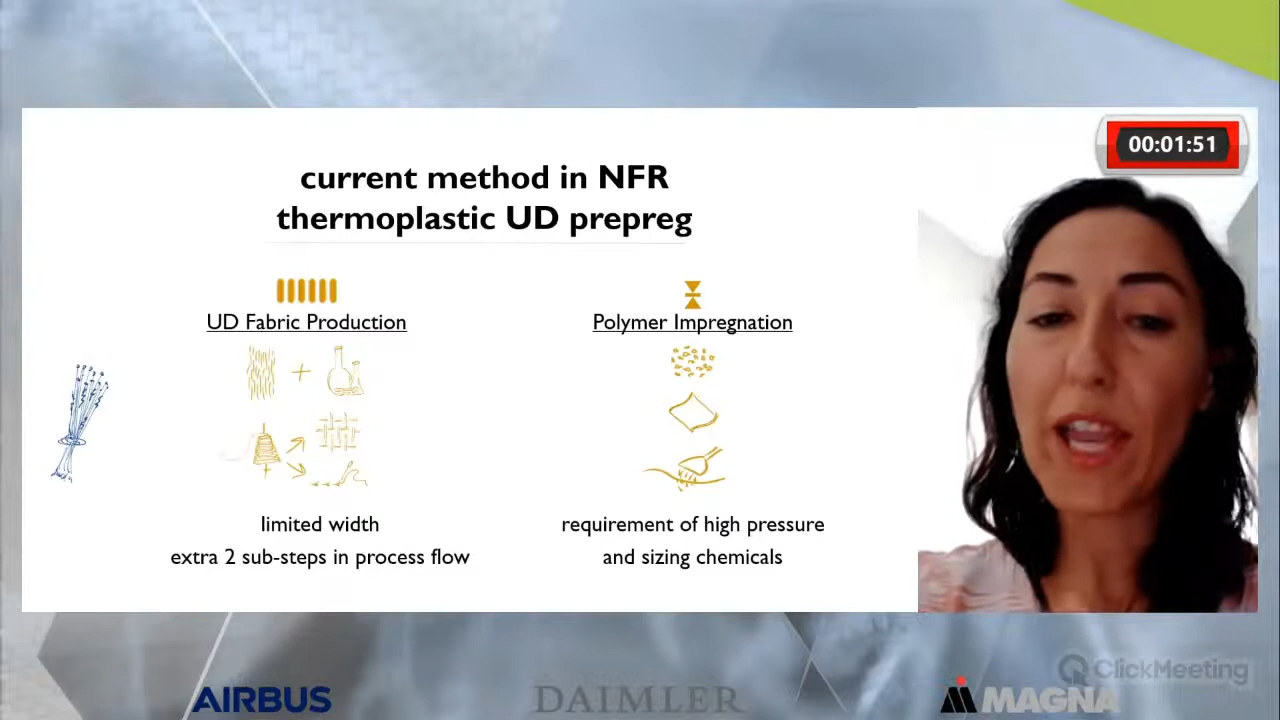 00:01:51
current method in NFR
thermoplastic UD prepreg
UD Fabric Production
Polymer Impregnation
limited width
extra 2 sub-steps in process flow
requirement of high pressure
and sizing chemicals
ClickMeeting
AIRBUS
DAIMLER
MAGNA